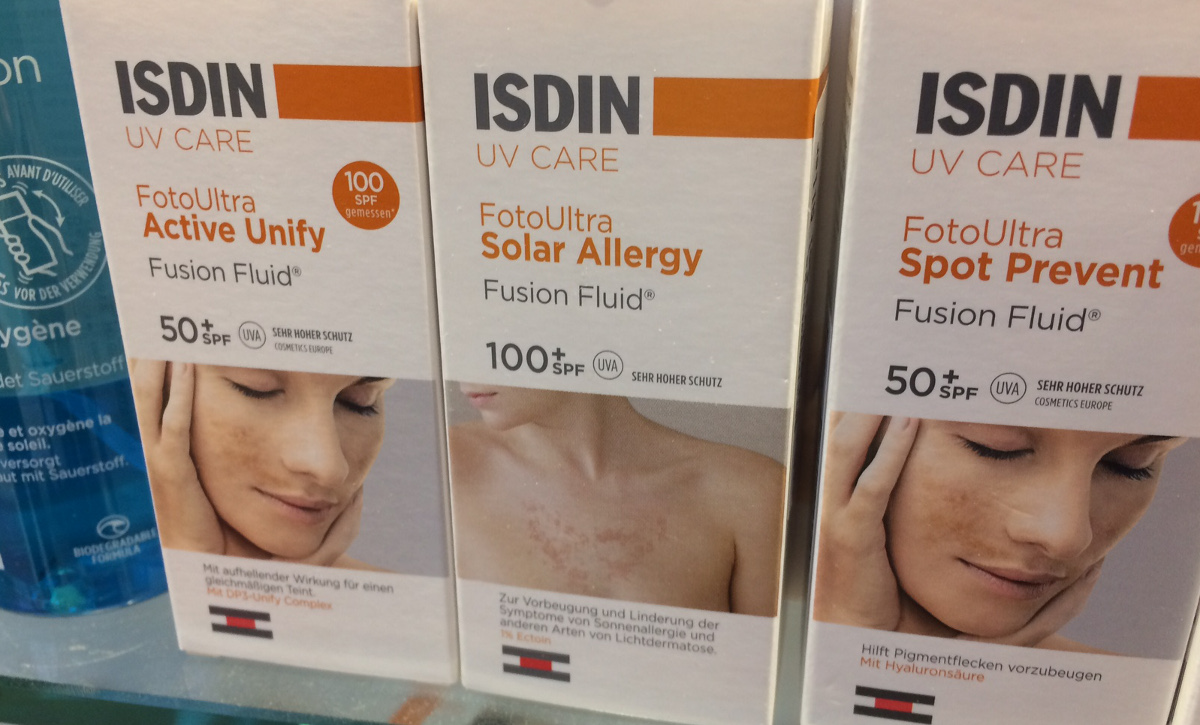 on
AVANT D'UTILISER
VOR DER VERWENDUNG
ygène
det Sauerstoff
e et oxygène la
soleil.
versorgt
ut mit Sauerstoff.
BIODEGRADABLE
FORMULA
ISDIN
UV CARE
FotoUltra
Active Unify
Fusion Fluid®
100
SPF
gemessen*
50+
SPF
UVA
SEHR HOHER SCHUTZ
COSMETICS EUROPE
Mit aufhellender Wirkung für einen
gleichmäßigen Teint.
Mit DP3-Unify Complex
ISDIN
UV CARE
FotoUltra
Solar Allergy
Fusion Fluid®
100+
SPF
UVA
SEHR HOHER SCHUTZ
Zur Vorbeugung und Linderung der
Symptome von Sonnenallergie und
anderen Arten von Lichtdermatose.
1% Ectoin
ISDIN
UV CARE
FotoUltra
Spot Prevent
Fusion Fluid®
1
gem
50+
SPF
UVA
SEHR HOHER SCHUTZ
COSMETICS EUROPE
Hilft Pigmentflecken vorzubeugen
Mit Hyaluronsäure